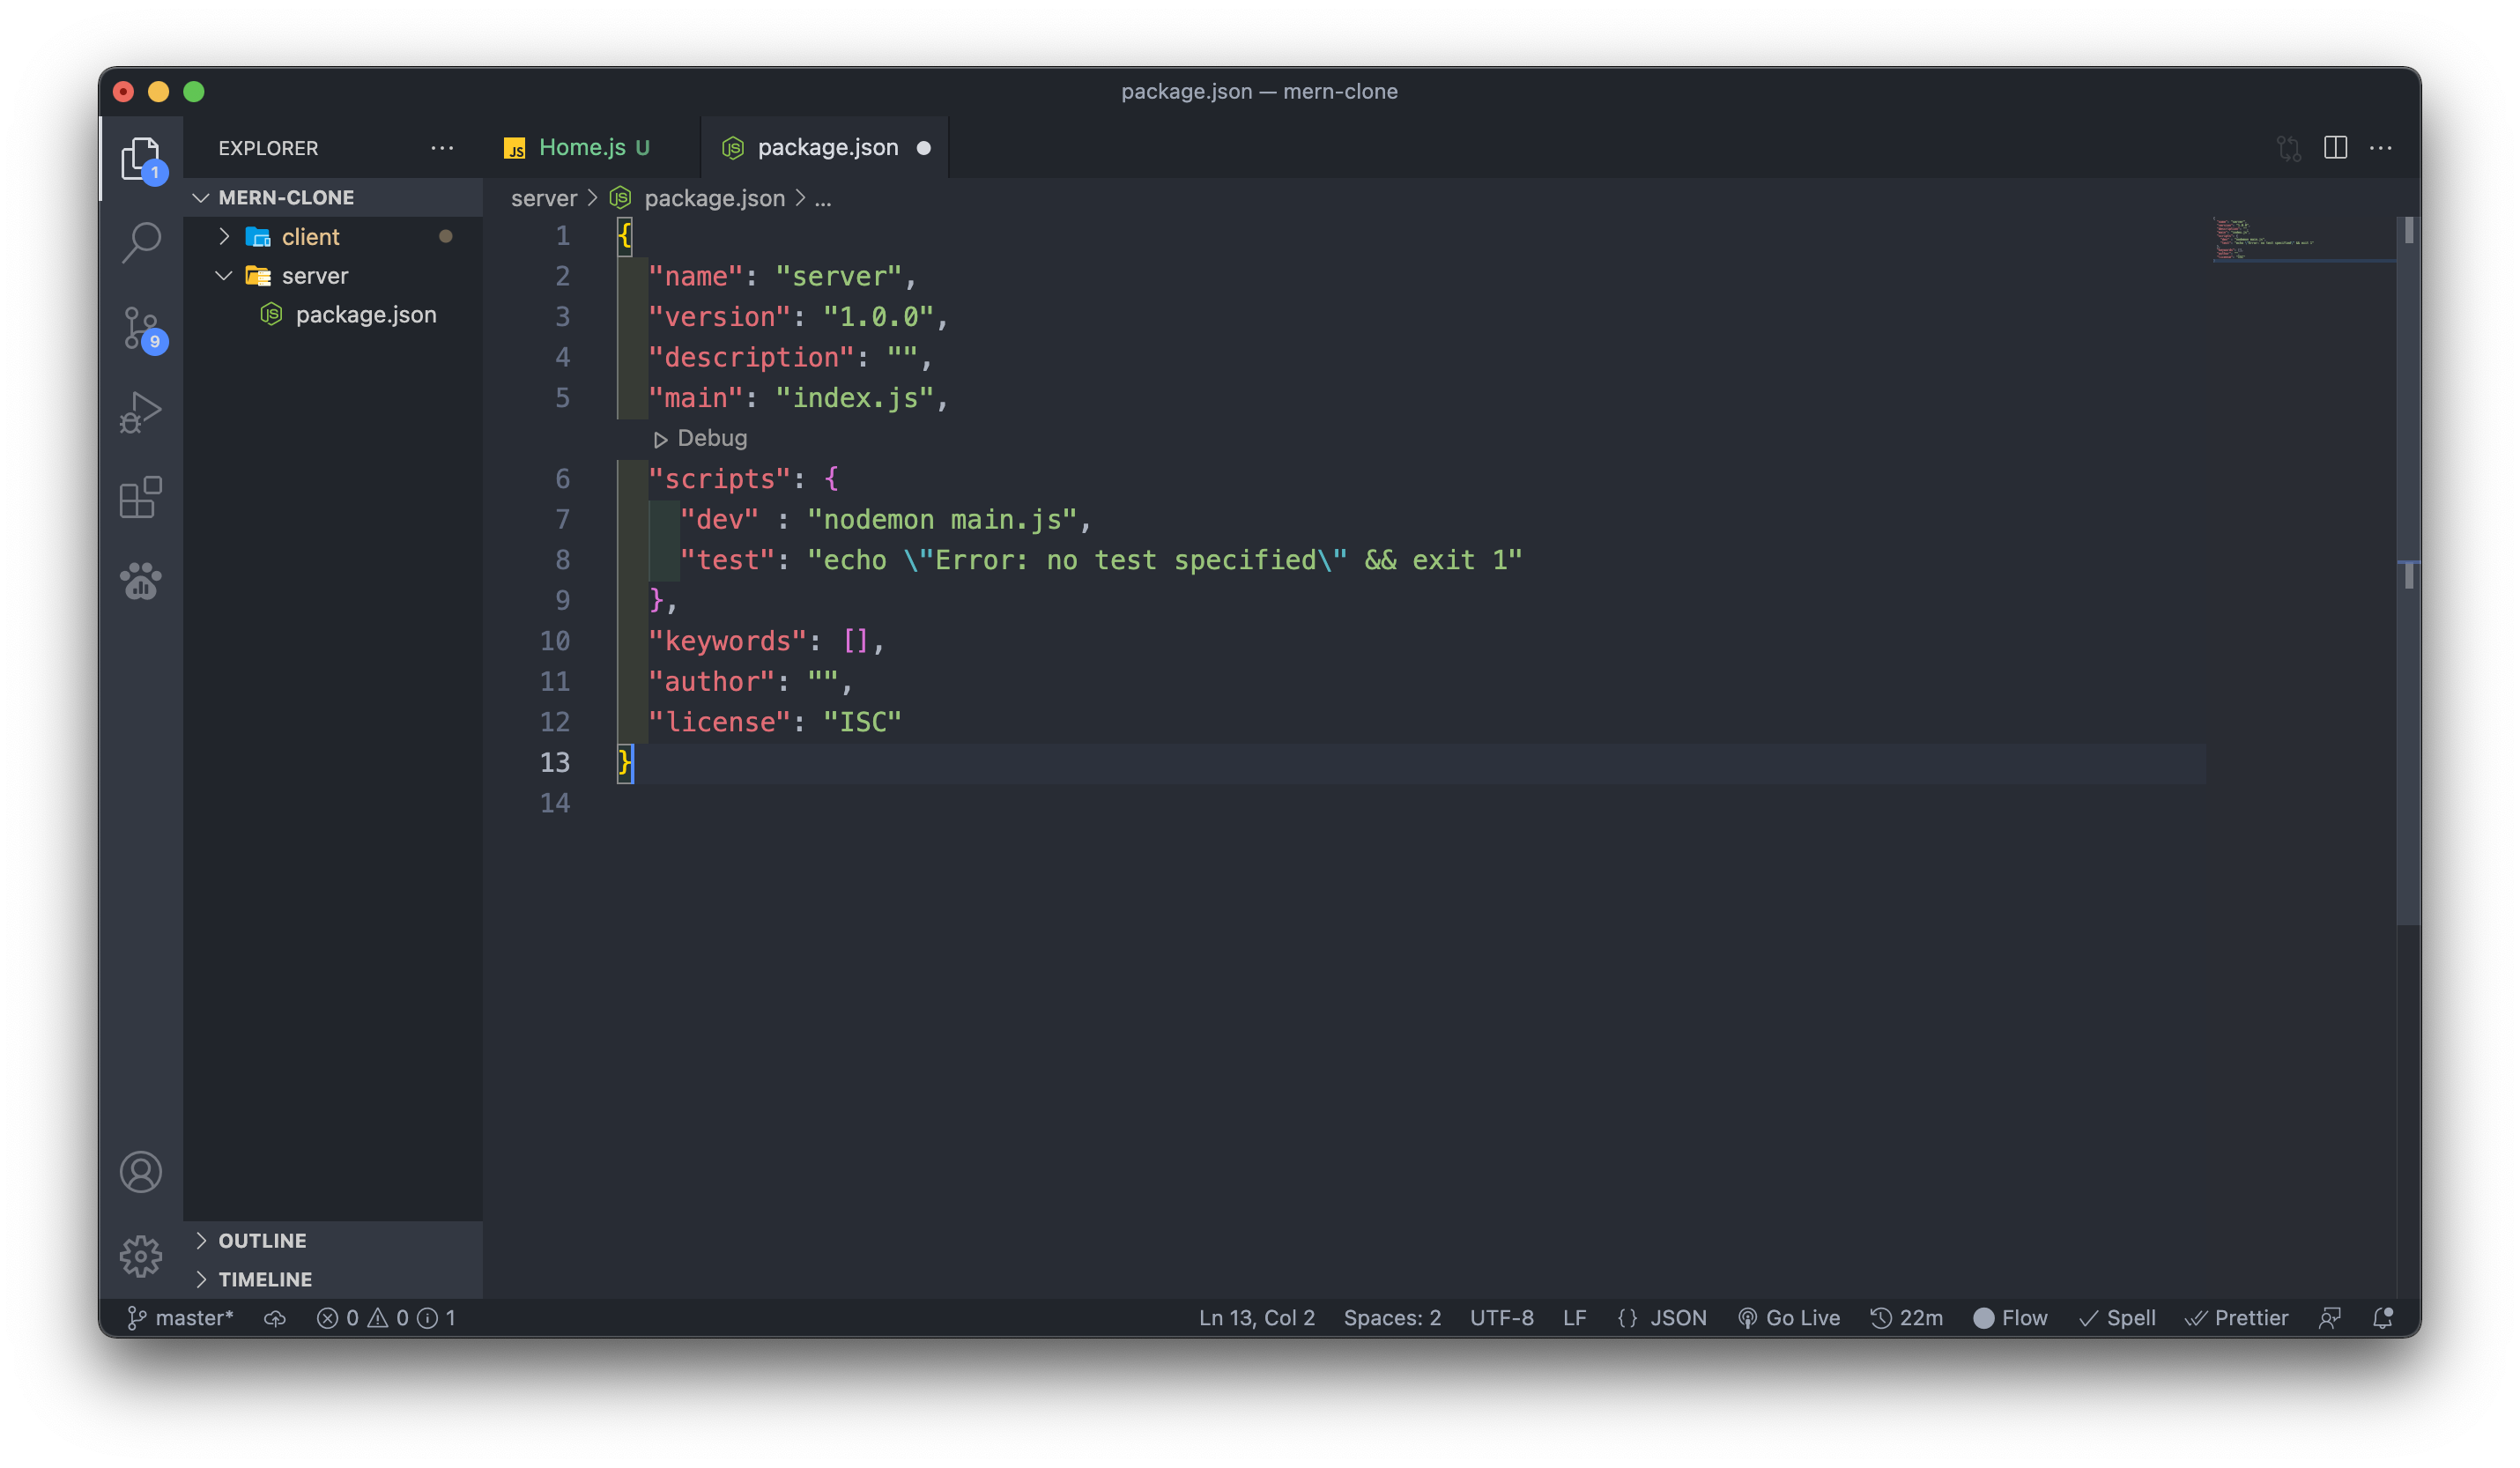 package.json — mern-clone
EXPLORER
Home.js U
package.json
1
MERN-CLONE
server > package.json > ...
client
server
package.json
9
1 {
2 "name": "server",
3 "version": "1.0.0",
4 "description": "",
5 "main": "index.js",
Debug
6 "scripts": {
7 "dev" : "nodemon main.js",
8 "test": "echo \"Error: no test specified\" && exit 1"
9 },
10 "keywords": [],
11 "author": "",
12 "license": "ISC"
13 }
14
OUTLINE
TIMELINE
master* 0 0 1 Ln 13, Col 2 Spaces: 2 UTF-8 LF {} JSON Go Live 22m Flow Spell Prettier